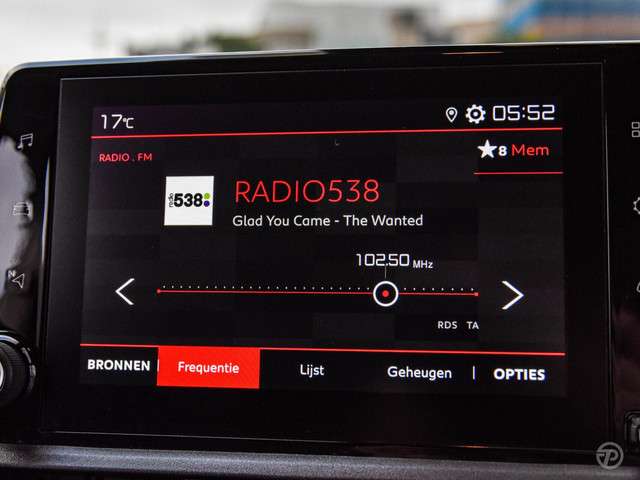 17°C 05:52
RADIO . FM
8 Mem
radio 538
RADIO538
Glad You Came - The Wanted
102.50 MHz
RDS TA
BRONNEN | Frequentie Lijst Geheugen | OPTIES
N
P